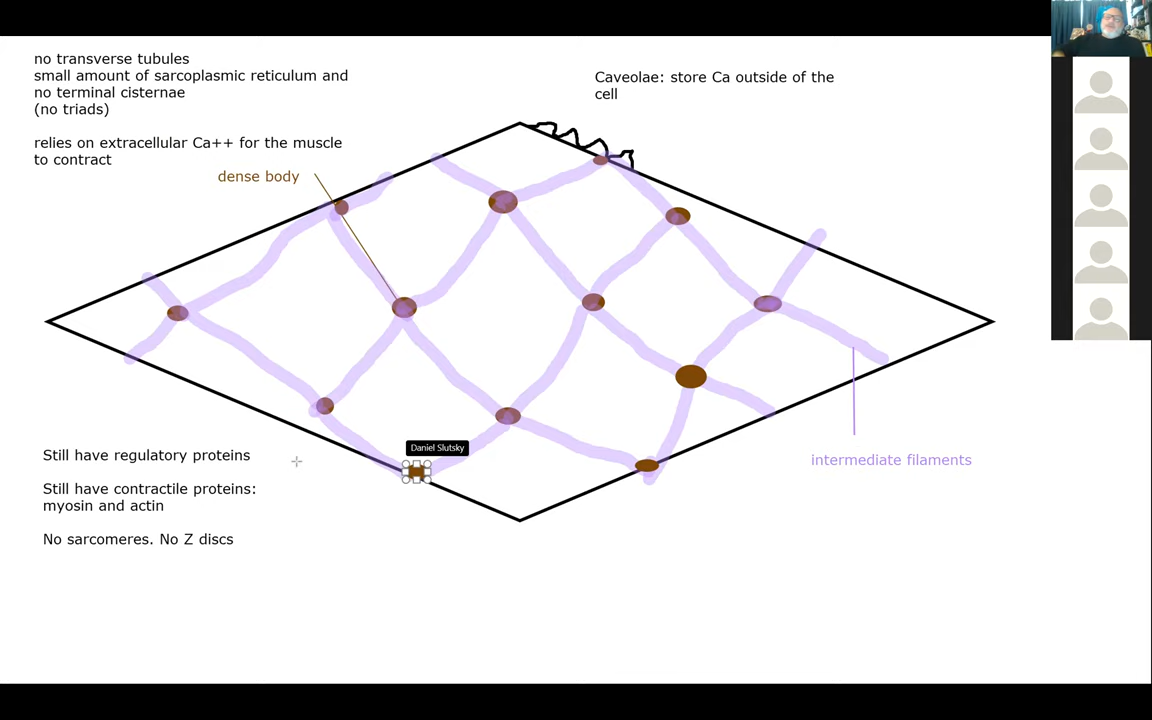 no transverse tubules
small amount of sarcoplasmic reticulum and
no terminal cisternae
(no triads)
relies on extracellular Ca++ for the muscle
to contract
Caveolae: store Ca outside of the
cell
dense body
Daniel Slutsky
intermediate filaments
Still have regulatory proteins
Still have contractile proteins:
myosin and actin
No sarcomeres. No Z discs